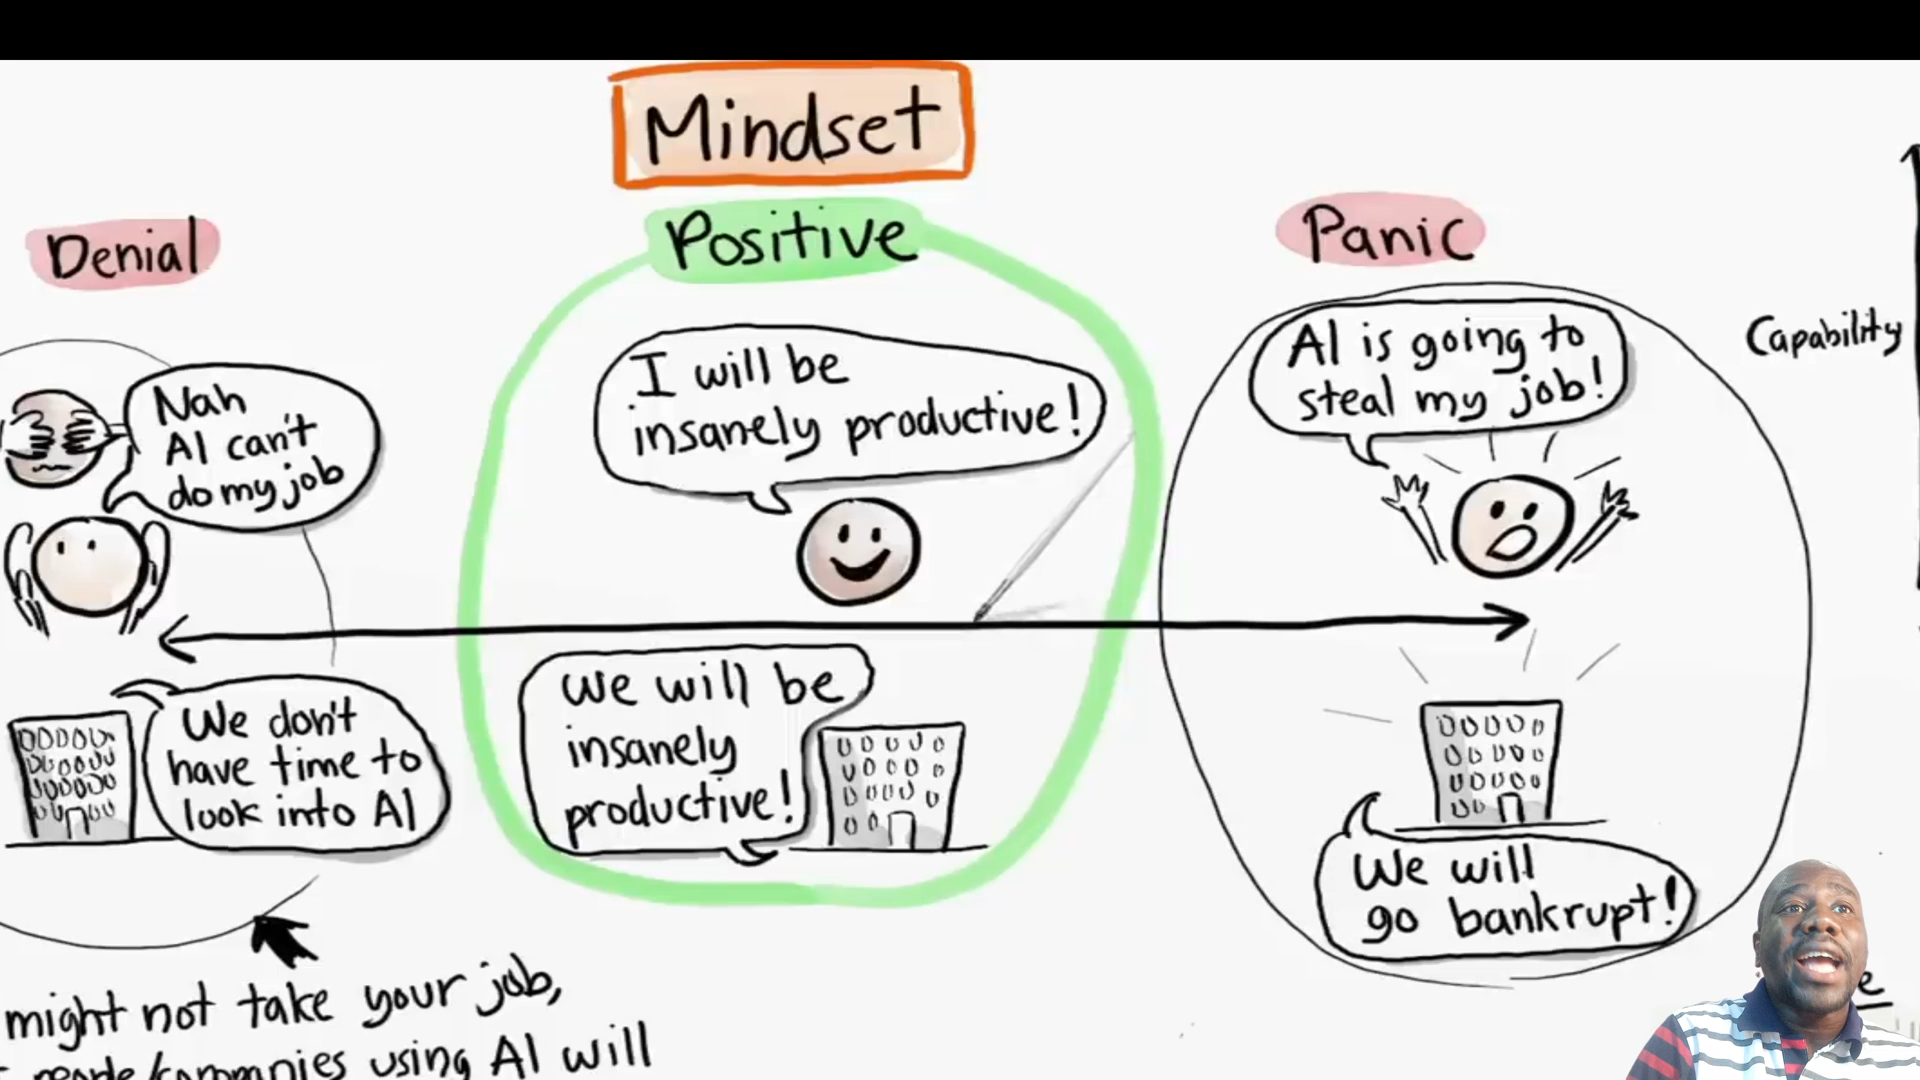 Mindset
Denial
Positive
Panic
Nah
AI can't
do my job
I will be
insanely productive!
AI is going to
steal my job!
Capability
We don't
have time to
look into AI
We will be
insanely
productive!
We will
go bankrupt!
might not take your job,
people/companies using AI will